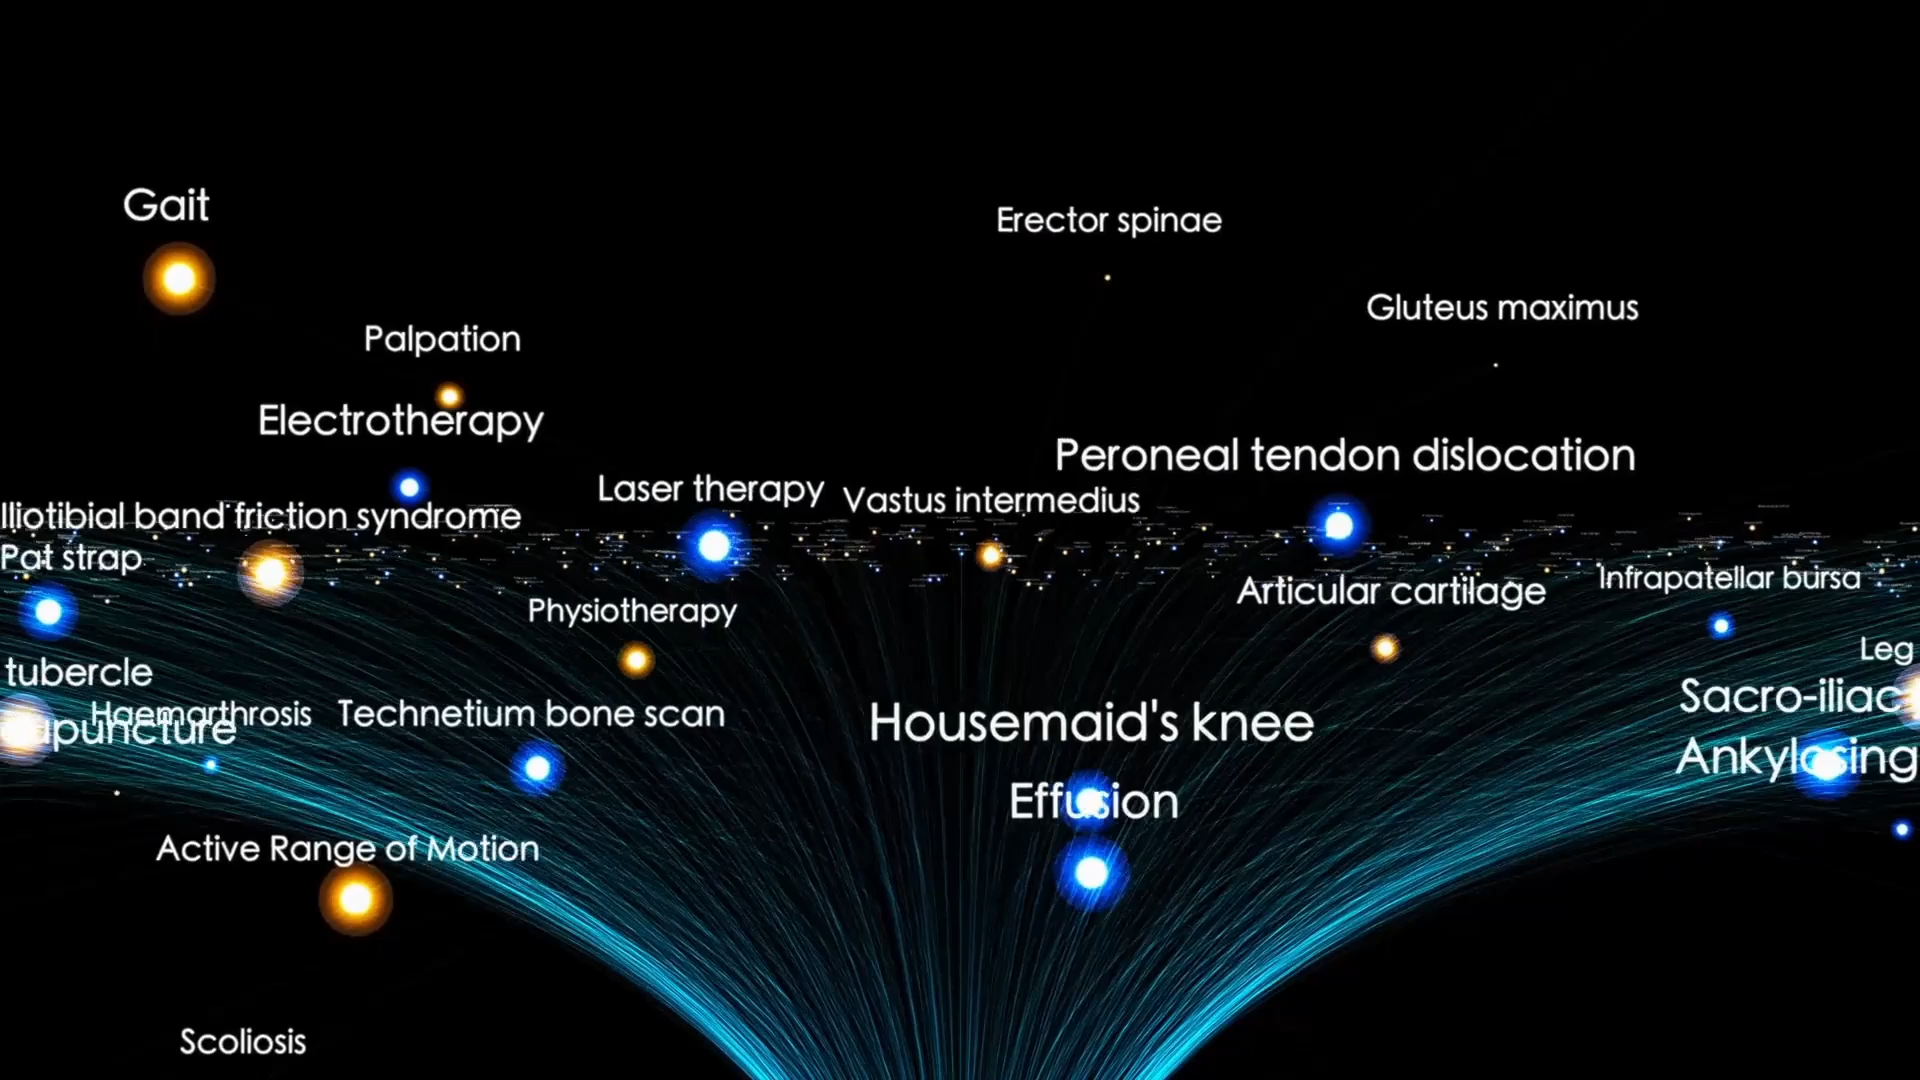 Gait
Erector spinae
Gluteus maximus
Palpation
Electrotherapy
Peroneal tendon dislocation
Laser therapy
Vastus intermedius
Iliotibial band friction syndrome
Pat strap
Infrapatellar bursa
Articular cartilage
Physiotherapy
Leg
tubercle
Sacro-iliac
Haemarthrosis
Technetium bone scan
Housemaid's knee
upuncture
Ankylosing
Effusion
Active Range of Motion
Scoliosis